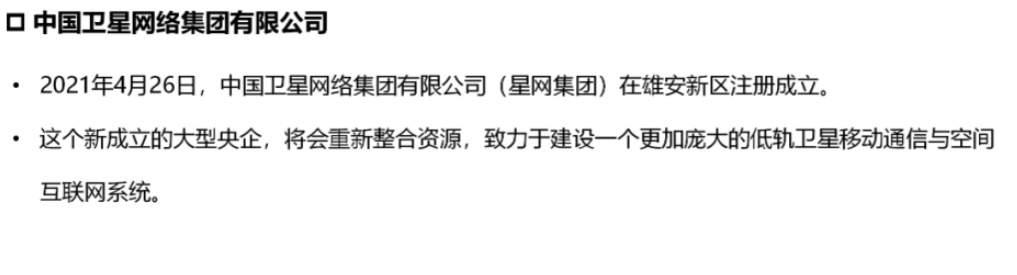 中国卫星网络集团有限公司
• 2021年4月26日，中国卫星网络集团有限公司（星网集团）在雄安新区注册成立。
• 这个新成立的大型央企，将会重新整合资源，致力于建设一个更加庞大的低轨卫星移动通信与空间
互联网系统。